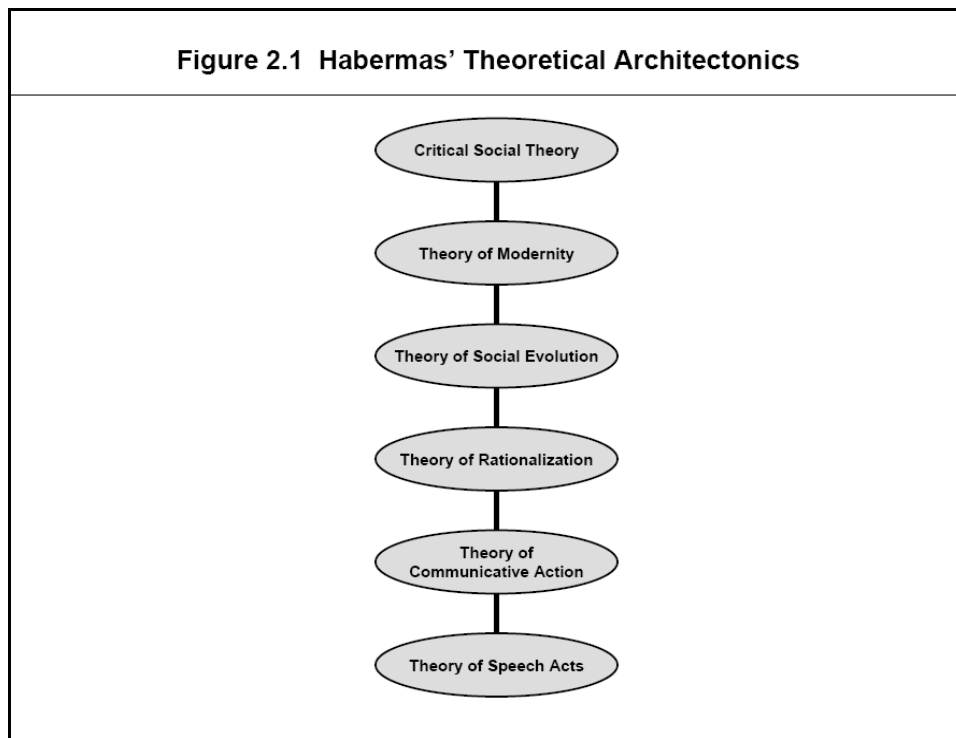 Figure 2.1 Habermas’ Theoretical Architectonics
Critical Social Theory
Theory of Modernity
Theory of Social Evolution
Theory of Rationalization
Theory of
Communicative Action
Theory of Speech Acts